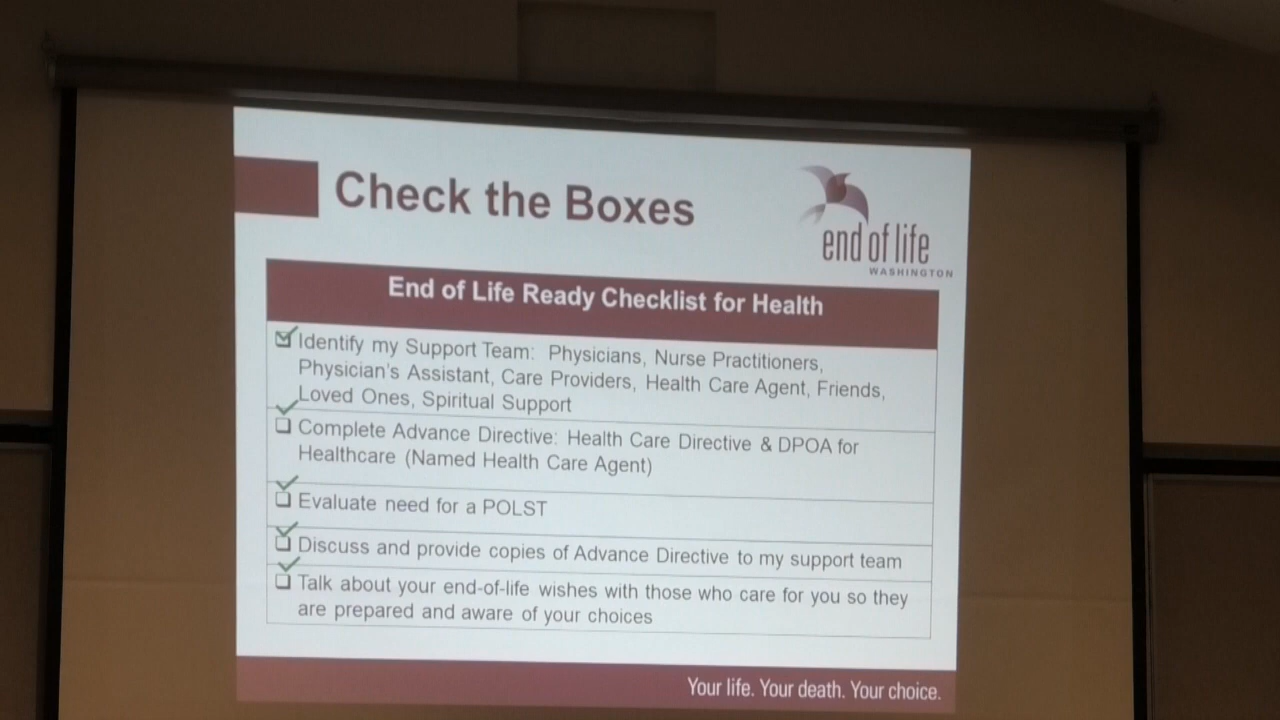 Check the Boxes
end of life
WASHINGTON
End of Life Ready Checklist for Health
Identify my Support Team: Physicians, Nurse Practitioners,
Physician's Assistant, Care Providers, Health Care Agent, Friends,
Loved Ones, Spiritual Support
Complete Advance Directive: Health Care Directive & DPOA for
Healthcare (Named Health Care Agent)
Evaluate need for a POLST
Discuss and provide copies of Advance Directive to my support team
Talk about your end-of-life wishes with those who care for you so they
are prepared and aware of your choices
Your life. Your death. Your choice.